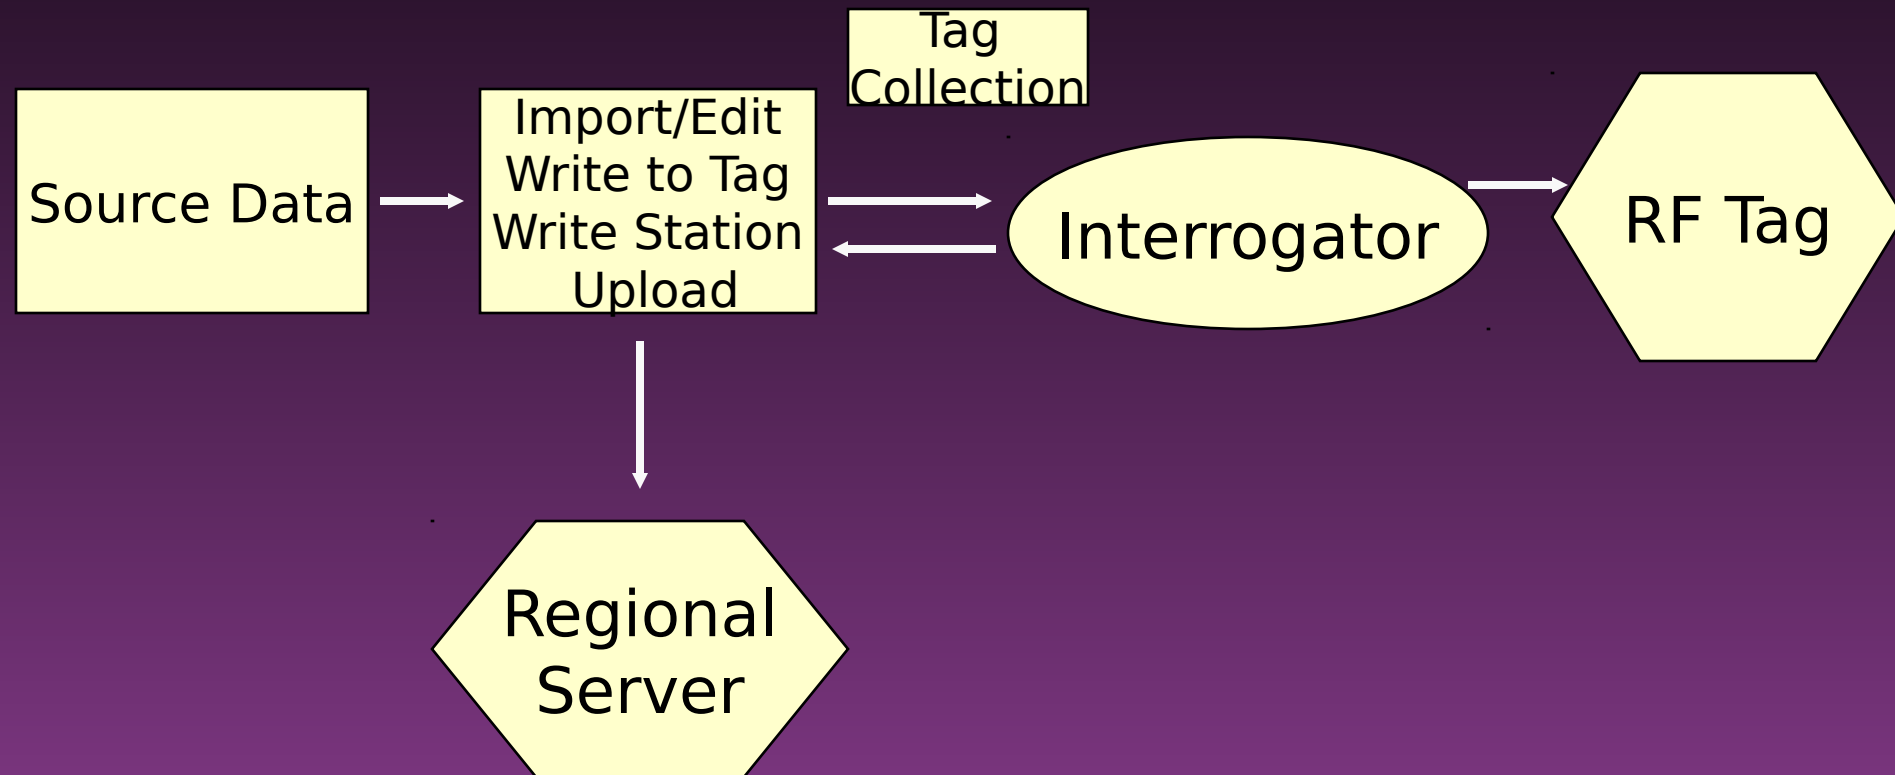 Tag
Collection
Source Data
Import/Edit
Write to Tag
Write Station
Upload
Interrogator
RF Tag
Regional
Server